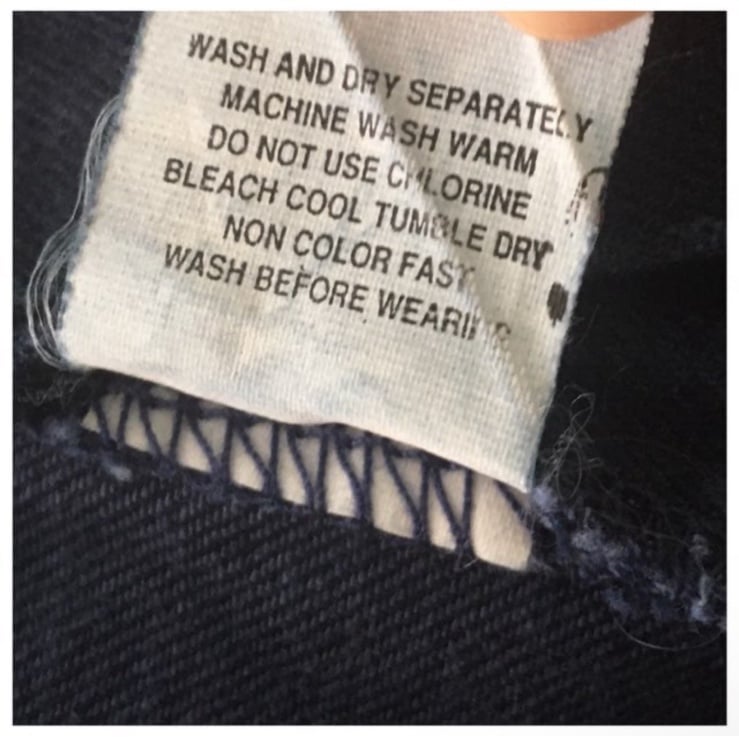 WASH AND DRY SEPARATELY
MACHINE WASH WARM
DO NOT USE CHLORINE
BLEACH COOL TUMBLE DRY
NON COLOR FAST
WASH BEFORE WEARING